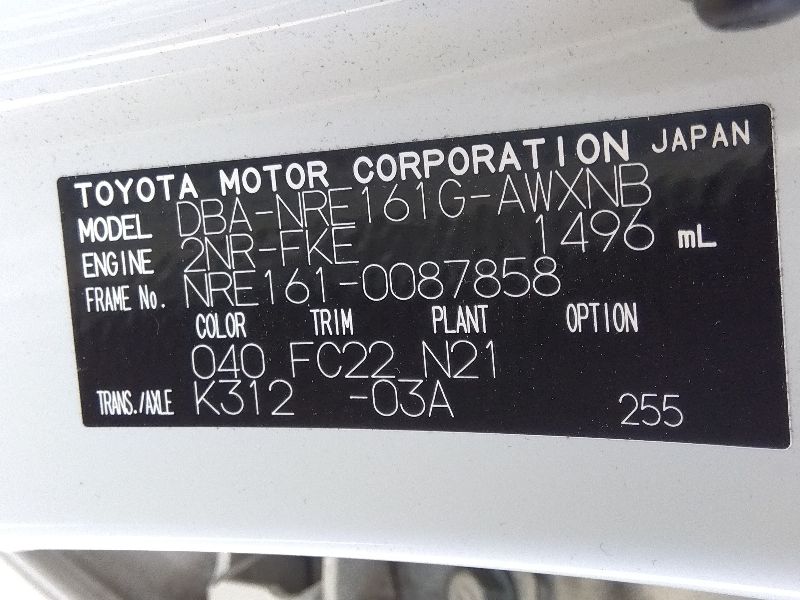 TOYOTA MOTOR CORPORATION JAPAN
MODEL DBA-NRE161G-AWXNB
ENGINE 2NR-FKE 1496 mL
FRAME No. NRE161-0087858
COLOR TRIM PLANT OPTION
040 FC22 N21
TRANS./AXLE K312 -03A 255